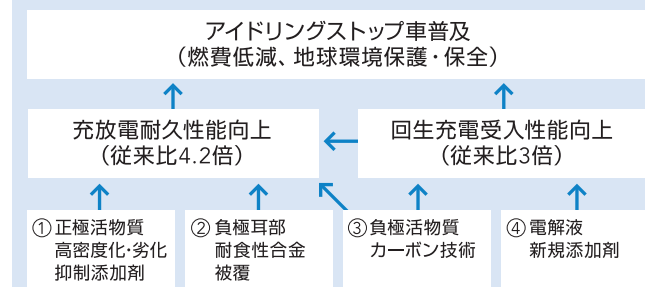 アイドリングストップ車普及
（燃費低減、地球環境保護・保全）
充放電耐久性能向上
（従来比4.2倍）
回生充電受入性能向上
（従来比3倍）
①正極活物質
高密度化・劣化
抑制添加剤
②負極耳部
耐食性合金
被覆
③負極活物質
カーボン技術
④電解液
新規添加剤